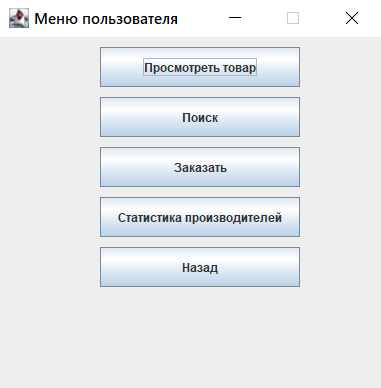 Меню пользователя
Просмотреть товар
Поиск
Заказать
Статистика производителей
Назад